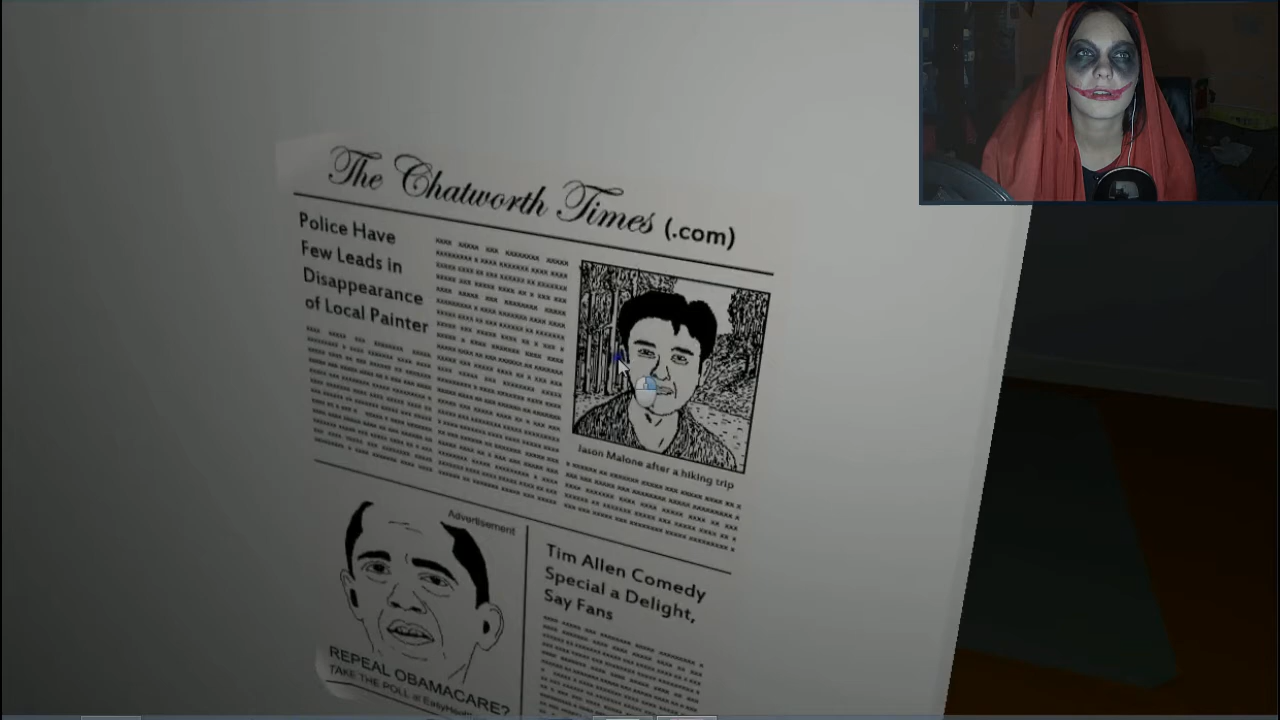 The Chatworth Times (.com)
Police Have
Few Leads in
Disappearance
of Local Painter
Jason Malone after a hiking trip
Advertisement
REPEAL OBAMACARE?
TAKE THE POLL at
Tim Allen Comedy
Special a Delight,
Say Fans